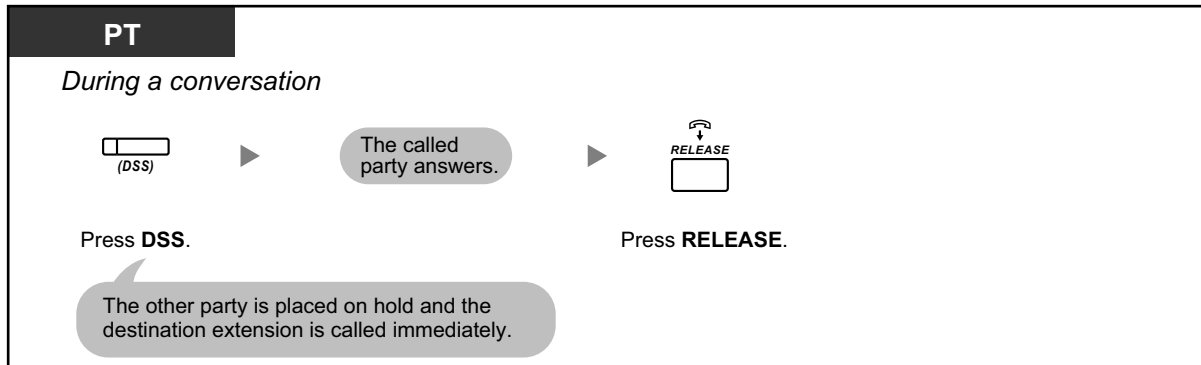 PT
During a conversation
(DSS)
The called
party answers.
RELEASE
Press DSS.
Press RELEASE.
The other party is placed on hold and the
destination extension is called immediately.